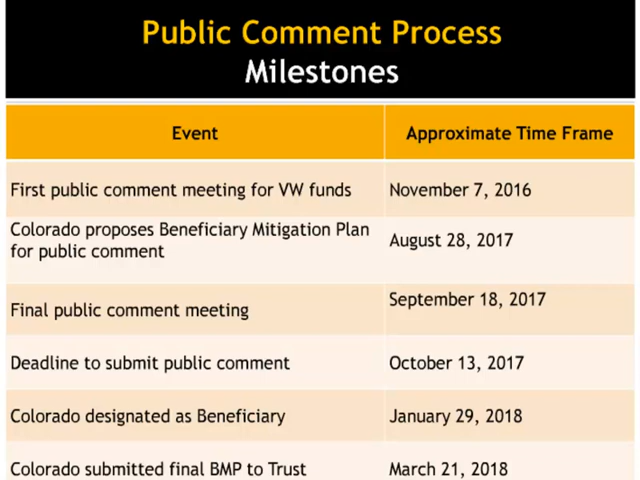 Public Comment Process
Milestones
Event
Approximate Time Frame
First public comment meeting for VW funds
November 7, 2016
Colorado proposes Beneficiary Mitigation Plan
for public comment
August 28, 2017
Final public comment meeting
September 18, 2017
Deadline to submit public comment
October 13, 2017
Colorado designated as Beneficiary
January 29, 2018
Colorado submitted final BMP to Trust
March 21, 2018